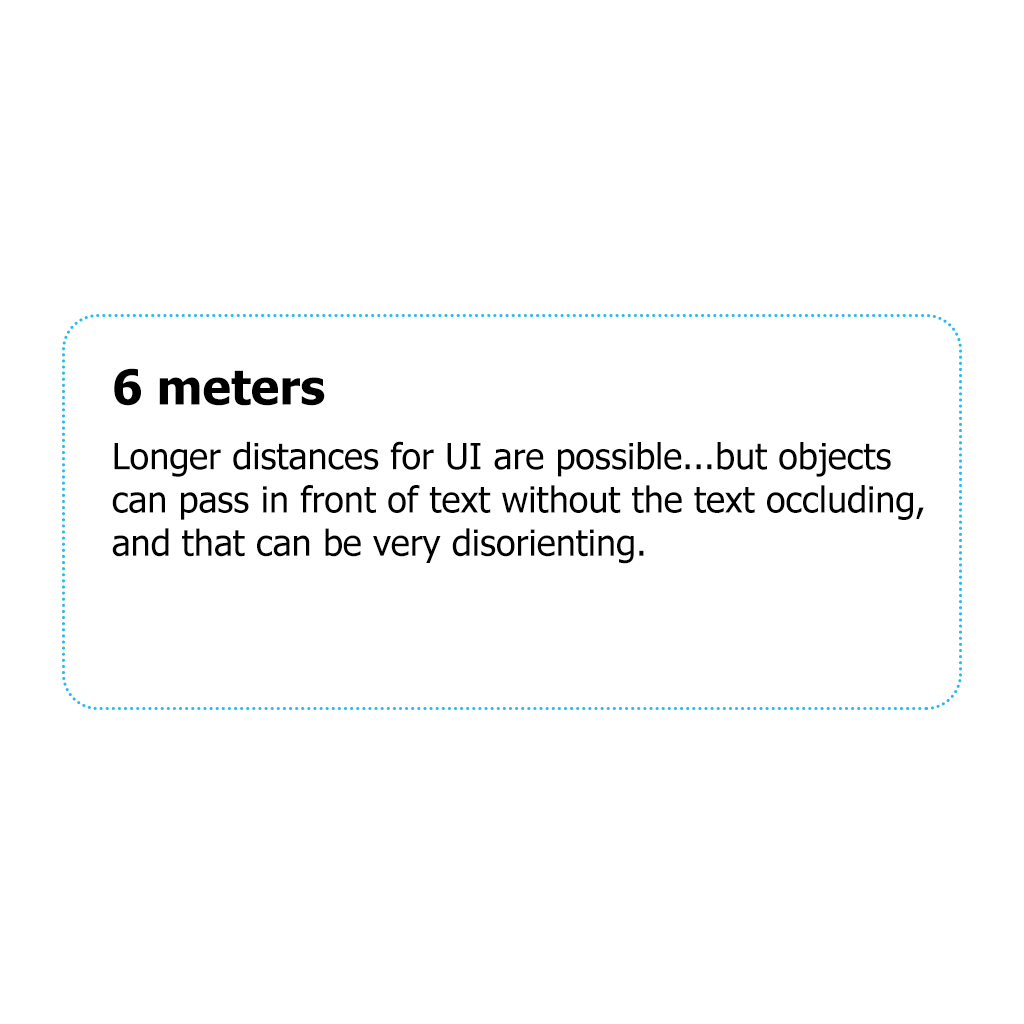 6 meters
Longer distances for UI are possible...but objects
can pass in front of text without the text occluding,
and that can be very disorienting.